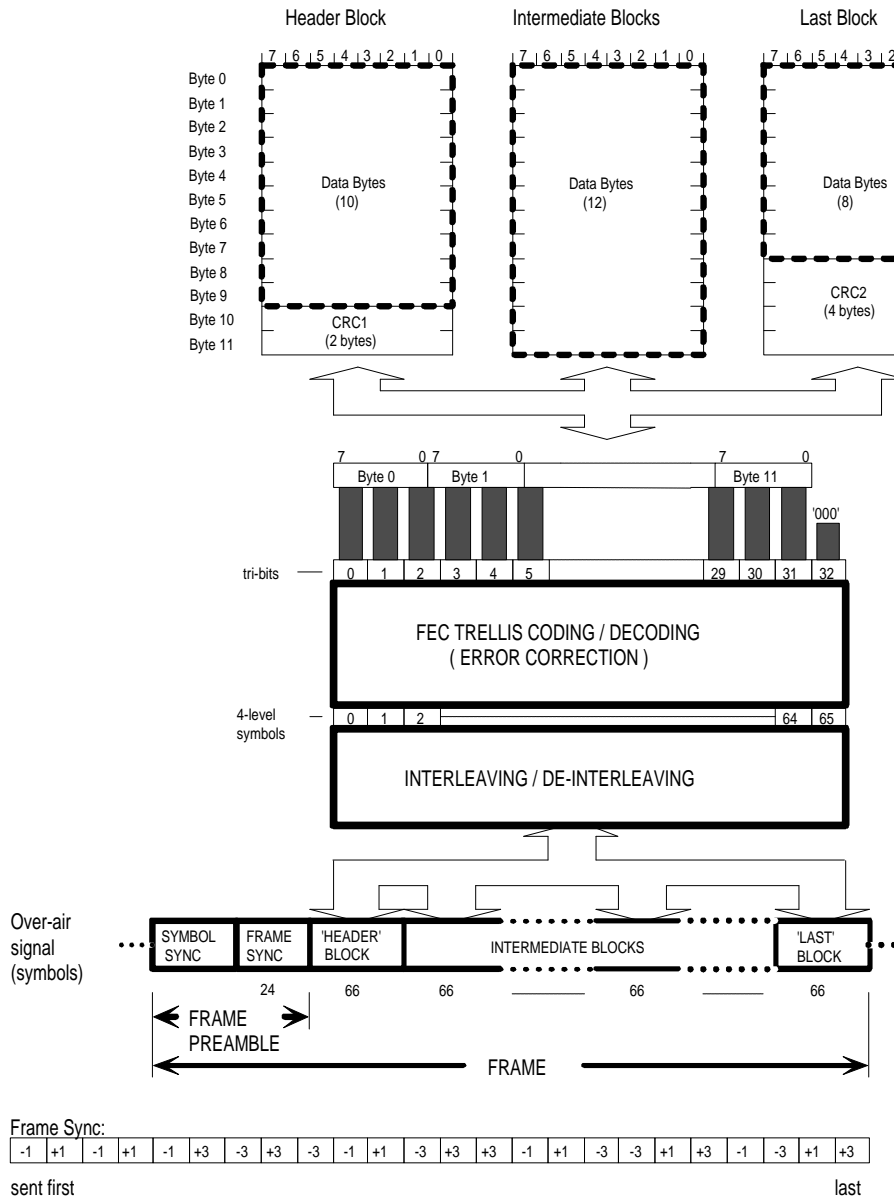 Header Block Intermediate Blocks Last Block
7 6 5 4 3 2 1 0 7 6 5 4 3 2 1 0 7 6 5 4 3 2
Byte 0
Byte 1
Byte 2
Byte 3
Byte 4
Byte 5
Byte 6
Byte 7
Byte 8
Byte 9
Byte 10
Byte 11
Data Bytes
(10)
CRC1
(2 bytes)
Data Bytes
(12)
Data Bytes
(8)
CRC2
(4 bytes)
7 0 7 0 7 0
Byte 0 Byte 1 Byte 11
'000'
tri-bits 0 1 2 3 4 5 29 30 31 32
FEC TRELLIS CODING / DECODING
( ERROR CORRECTION )
4-level
symbols
0 1 2 64 65
INTERLEAVING / DE-INTERLEAVING
Over-air
signal
(symbols)
SYMBOL
SYNC
FRAME
SYNC
'HEADER'
BLOCK
INTERMEDIATE BLOCKS
'LAST'
BLOCK
24 66 66 66 66
FRAME
PREAMBLE
FRAME
Frame Sync:
-1 +1 -1 +1 -1 +3 -3 +3 -3 -1 +1 -3 +3 +3 -1 +1 -3 -3 +1 +3 -1 -3 +1 +3
sent first last